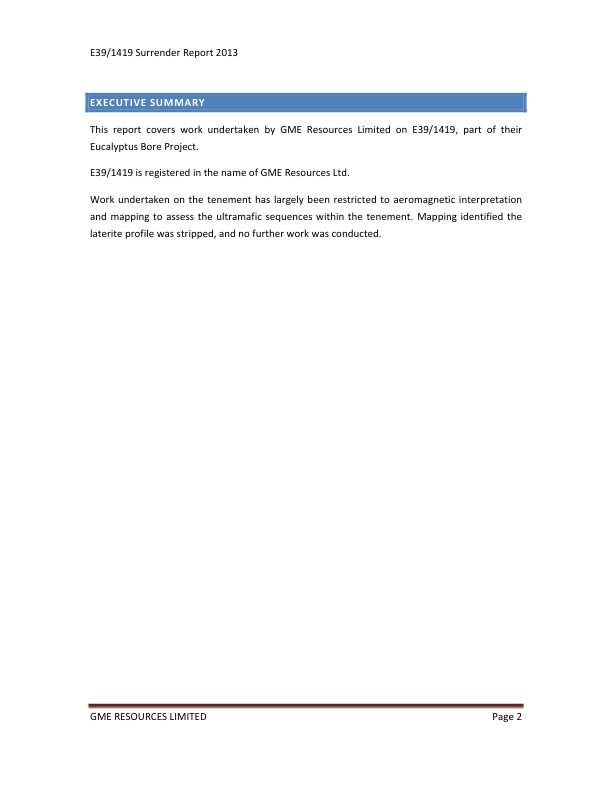 E39/1419 Surrender Report 2013
EXECUTIVE SUMMARY
This report covers work undertaken by GME Resources Limited on E39/1419, part of their
Eucalyptus Bore Project.
E39/1419 is registered in the name of GME Resources Ltd.
Work undertaken on the tenement has largely been restricted to aeromagnetic interpretation
and mapping to assess the ultramafic sequences within the tenement. Mapping identified the
laterite profile was stripped, and no further work was conducted.
GME RESOURCES LIMITED Page 2